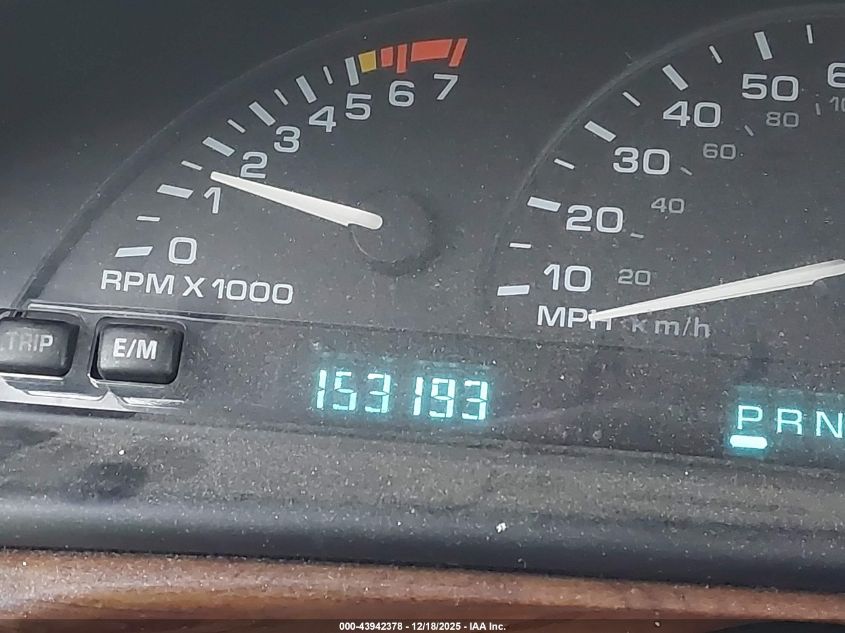 0 1 2 3 4 5 6 7
RPM X 1000
10 20 30 40 50
20 40 60 80
MPH km/h
TRIP
E/M
153193
P R N
000-43942378 - 12/18/2025 - IAA Inc.